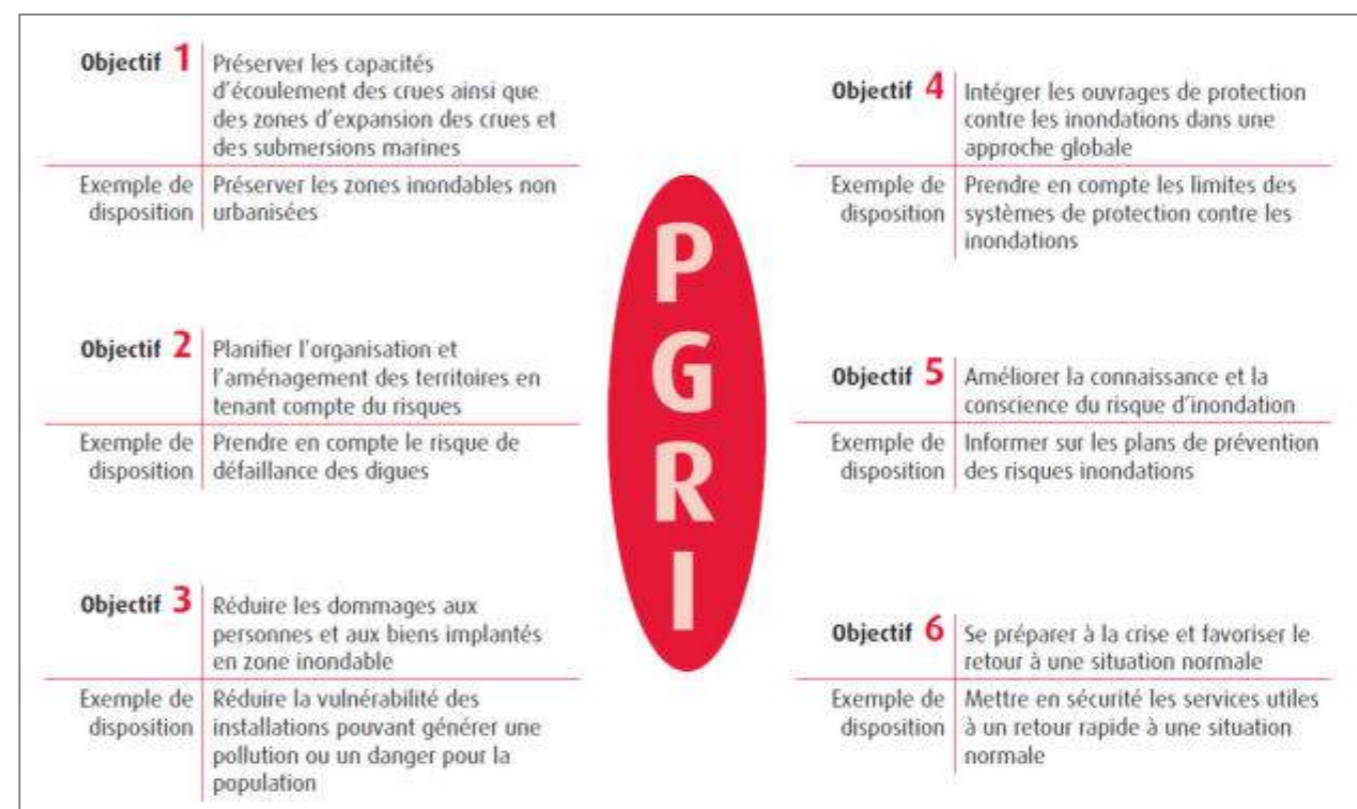 Objectif 1 Préserver les capacités
d'écoulement des crues ainsi que
des zones d'expansion des crues et
des submersions marines
Exemple de disposition Préserver les zones inondables non
urbanisées
Objectif 2 Planifier l'organisation et
l'aménagement des territoires en
tenant compte du risques
Exemple de disposition Prendre en compte le risque de
défaillance des digues
Objectif 3 Réduire les dommages aux
personnes et aux biens implantés
en zone inondable
Exemple de disposition Réduire la vulnérabilité des
installations pouvant générer une
pollution ou un danger pour la
population
PGRI
Objectif 4 Intégrer les ouvrages de protection
contre les inondations dans une
approche globale
Exemple de disposition Prendre en compte les limites des
systèmes de protection contre les
inondations
Objectif 5 Améliorer la connaissance et la
conscience du risque d'inondation
Exemple de disposition Informer sur les plans de prévention
des risques inondations
Objectif 6 Se préparer à la crise et favoriser le
retour à une situation normale
Exemple de disposition Mettre en sécurité les services utiles
à un retour rapide à une situation
normale